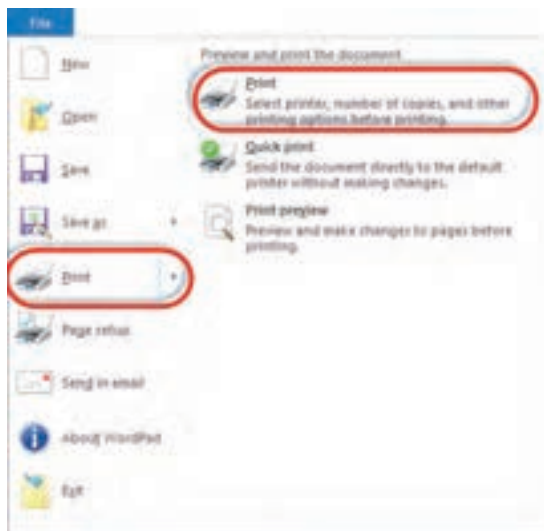 File
New
Open
Save
Save as
Print
Page setup
Send in email
About WordPad
Exit
Preview and print the document
Print
Select printer, number of copies, and other
printing options before printing.
Quick print
Send the document directly to the default
printer without making changes.
Print preview
Preview and make changes to pages before
printing.